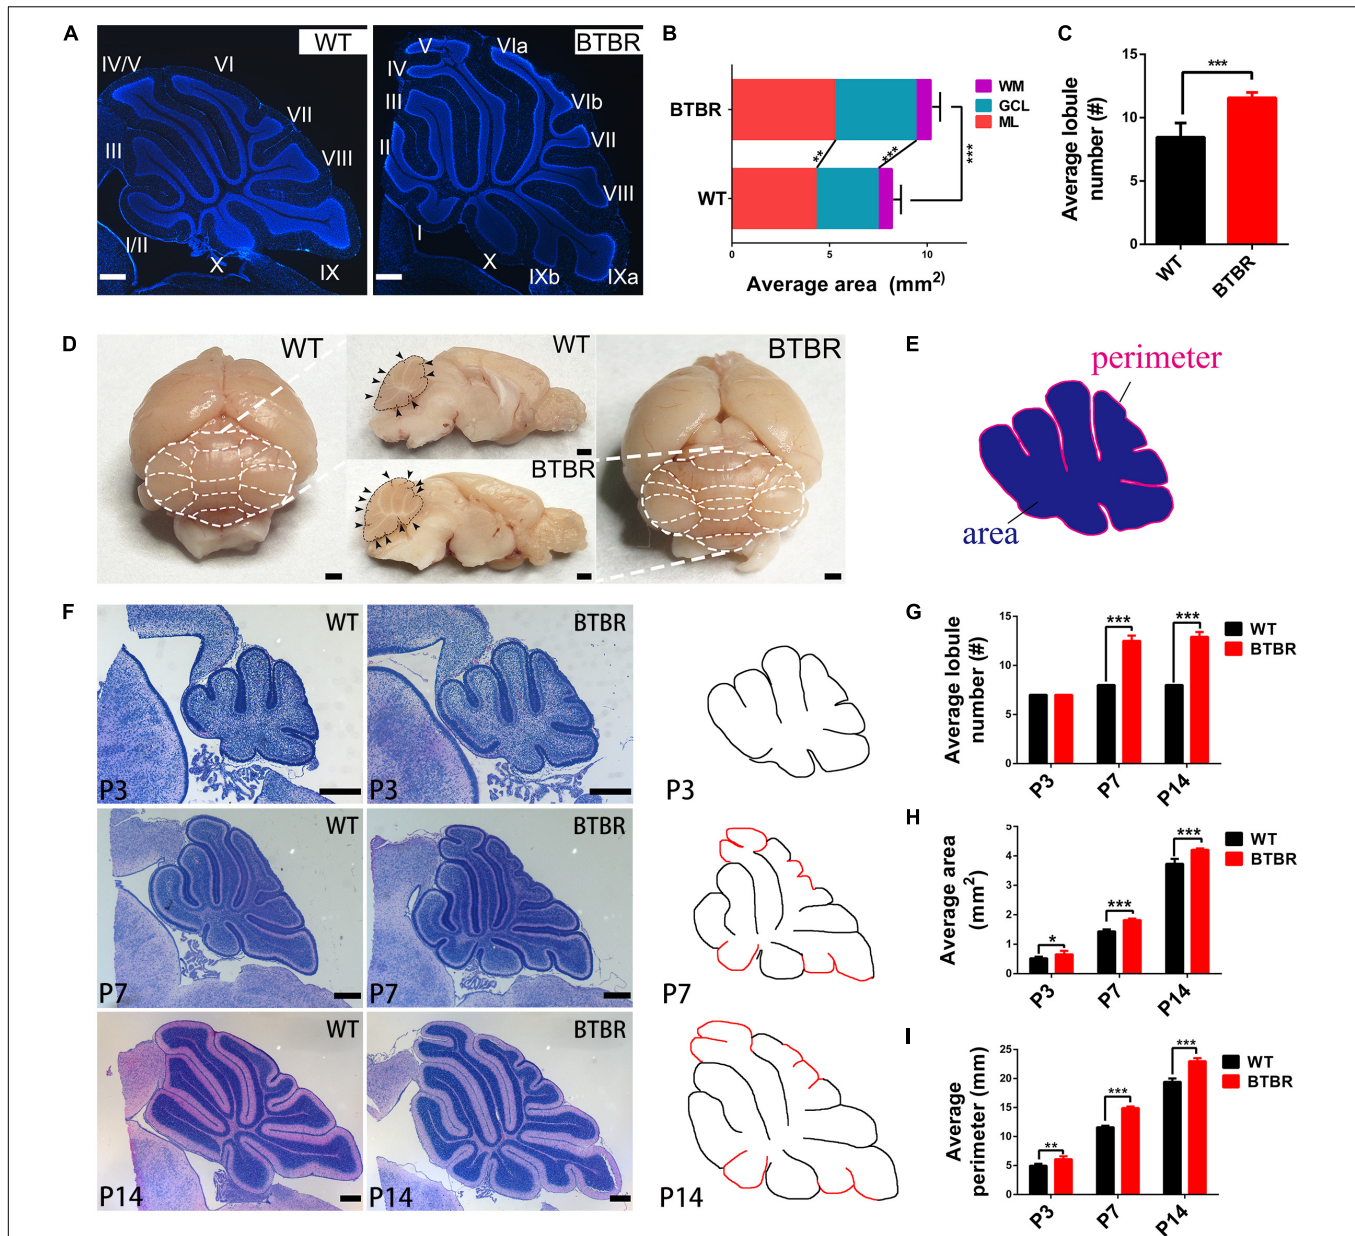 A
WT
IV/V
VI
VII
VIII
III
I/II
X
IX
BTBR
V
VIa
IV
III
II
VIb
VII
VIII
I
X
IXb
IXa
B
BTBR
WT
0
5
10
Average area (mm2)
**
***
***
WM
GCL
ML
C
Average lobule
number (#)
15
10
5
0
***
WT
BTBR
D
WT
WT
BTBR
BTBR
E
perimeter
area
F
WT
P3
BTBR
P3
P3
WT
P7
BTBR
P7
P7
WT
P14
BTBR
P14
P14
G
Average lobule
number (#)
15
10
5
***
***
WT
BTBR
P3
P7
P14
H
Average area
(mm2)
5
4
3
2
1
0
*
***
***
WT
BTBR
P3
P7
P14
I
Average
perimeter (mm)
25
20
15
10
5
0
**
***
***
WT
BTBR
P3
P7
P14